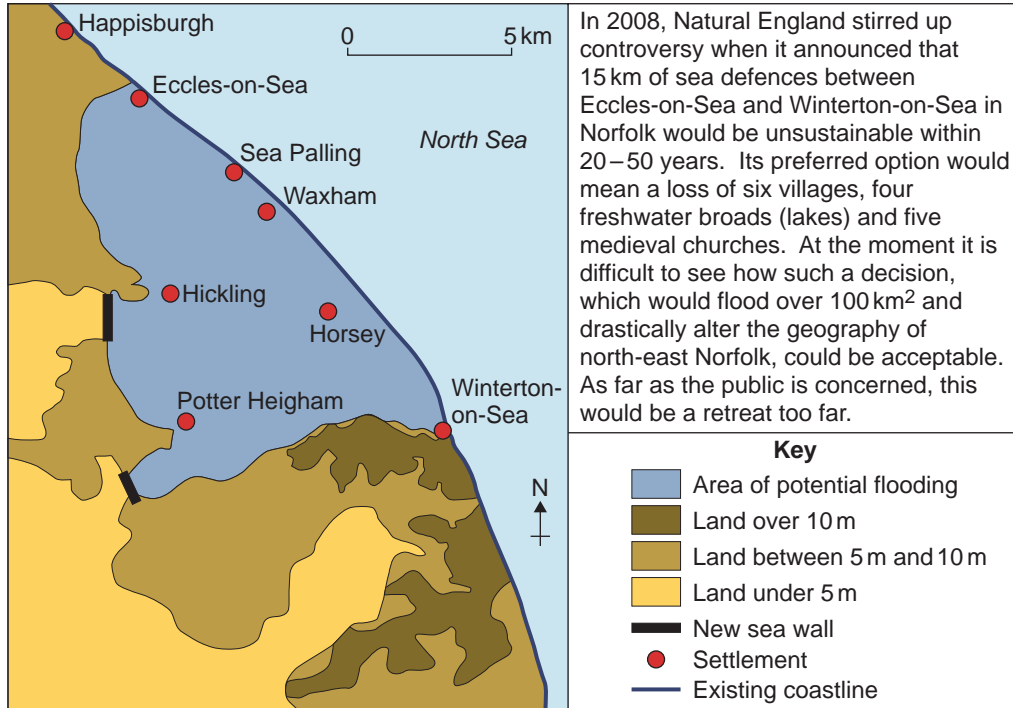 Happisburgh
0 5 km
Eccles-on-Sea
North Sea
Sea Palling
Waxham
Hickling
Horsey
Potter Heigham
Winterton-
on-Sea
N
In 2008, Natural England stirred up
controversy when it announced that
15 km of sea defences between
Eccles-on-Sea and Winterton-on-Sea in
Norfolk would be unsustainable within
20 – 50 years. Its preferred option would
mean a loss of six villages, four
freshwater broads (lakes) and five
medieval churches. At the moment it is
difficult to see how such a decision,
which would flood over 100 km² and
drastically alter the geography of
north-east Norfolk, could be acceptable.
As far as the public is concerned, this
would be a retreat too far.
Key
Area of potential flooding
Land over 10 m
Land between 5 m and 10 m
Land under 5 m
New sea wall
Settlement
Existing coastline